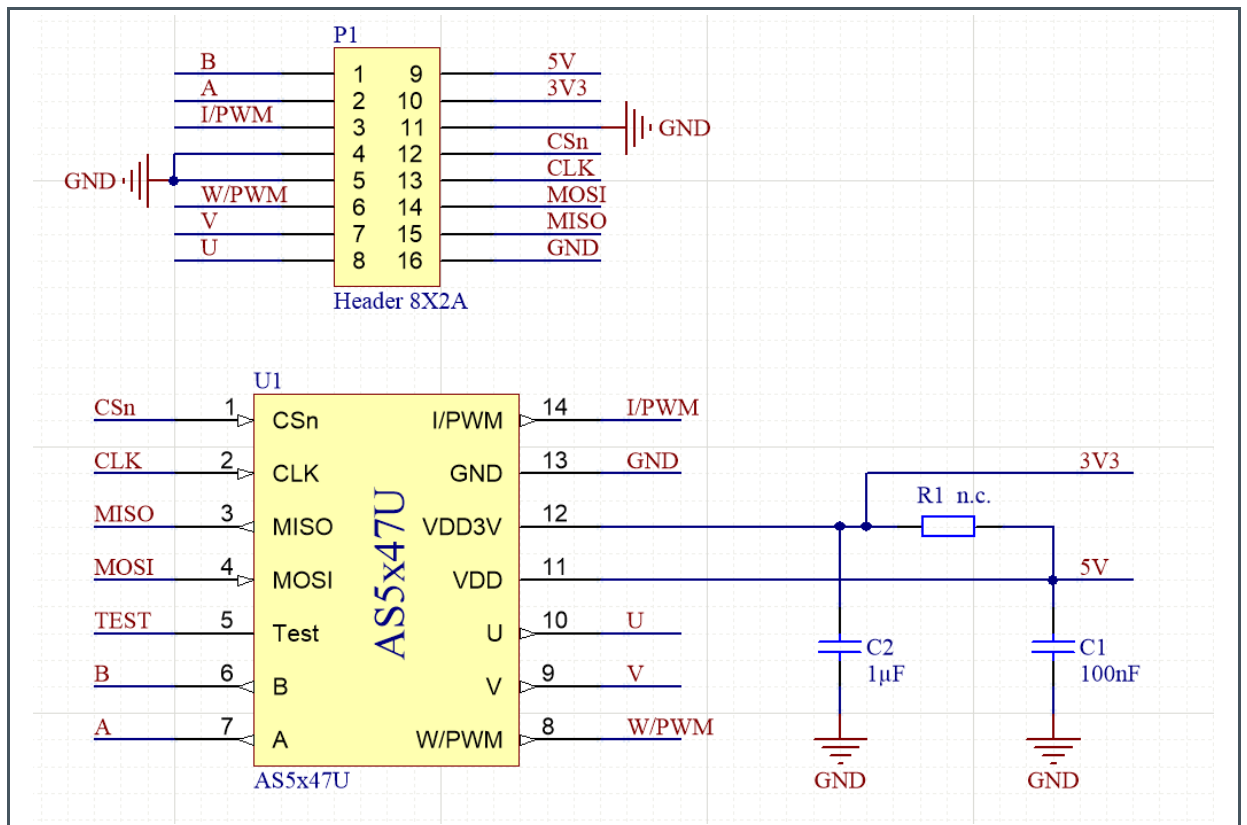 P1
B 1 9 5V
A 2 10 3V3
I/PWM 3 11 GND
4 12 CSn
GND 5 13 CLK
W/PWM 6 14 MOSI
V 7 15 MISO
U 8 16 GND
Header 8X2A
U1
CSn 1 CSn I/PWM 14 I/PWM
CLK 2 CLK GND 13 GND 3V3
R1 n.c.
MISO 3 MISO VDD3V 12
MOSI 4 MOSI VDD 11 5V
AS5x47U
TEST 5 Test U 10 U
C2 C1
1µF 100nF
B 6 B V 9 V
A 7 A W/PWM 8 W/PWM
AS5x47U GND GND